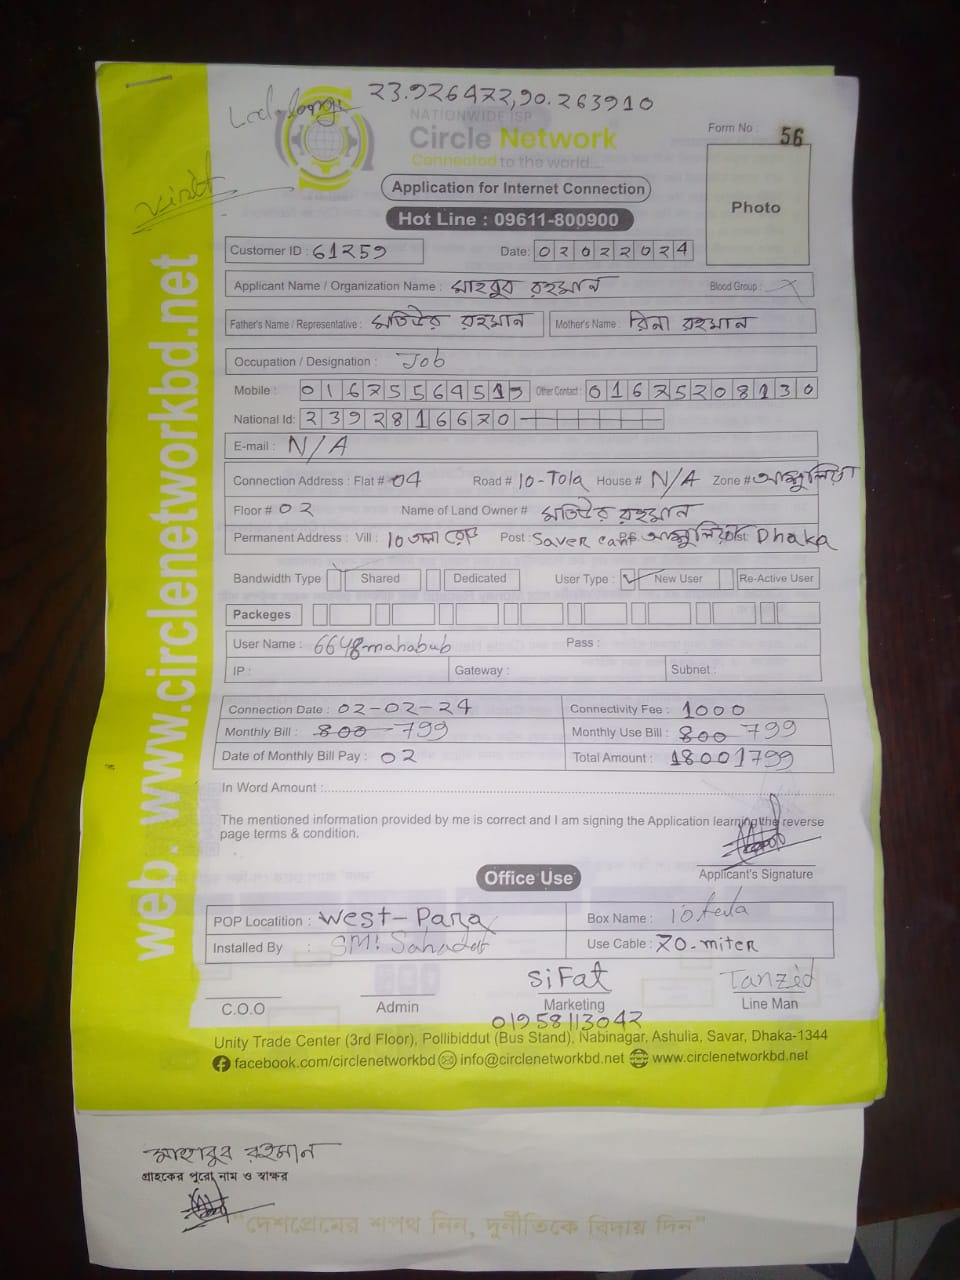 23.926472,90.263910
NATIONWIDE ISP
Circle Network
Connected to the world....
Form No : 56
Visit
Photo
Application for Internet Connection
Hot Line : 09611-800900
web. www.circlenetworkbd.net
Customer ID : 61259 Date: 02022024
Applicant Name / Organization Name : মাহবুব রহমান Blood Group :
Father's Name / Representative : মতিউর রহমান Mother's Name : রিনা রহমান
Occupation / Designation : Job
Mobile : 01675564519 Other Contact : 01675208130
National Id: 2392816670
E-mail : N/A
Connection Address : Flat # 04 Road # 10-Tola House # N/A Zone # আশুলিয়া
Floor # 02 Name of Land Owner # মতিউর রহমান
Permanent Address : Vill : 10 তলা রোড Post : Saver cant আশুলিয়া Dist: Dhaka
Bandwidth Type Shared Dedicated User Type : New User Re-Active User
Packeges
User Name : 6648mahabub Pass :
IP : Gateway : Subnet :
Connection Date : 02-02-24 Connectivity Fee : 1000
Monthly Bill : 800 799 Monthly Use Bill : 800 799
Date of Monthly Bill Pay : 02 Total Amount : 1800 1799
In Word Amount :
The mentioned information provided by me is correct and I am signing the Application learning the reverse
page terms & condition.
Applicant's Signature
Office Use
POP Locatition : West-Para Box Name : 10 tala
Installed By : Sahadat Use Cable : 70-miter
SiFat Tanzid
C.O.O Admin Marketing Line Man
01958113042
Unity Trade Center (3rd Floor), Pollibiddut (Bus Stand), Nabinagar, Ashulia, Savar, Dhaka-1344
facebook.com/circlenetworkbd info@circlenetworkbd.net www.circlenetworkbd.net
মাহাবুব রহমান
গ্রাহকের পুরো নাম ও স্বাক্ষর
"দেশপ্রেমের শপথ নিন, দুর্নীতিকে বিদায় দিন"